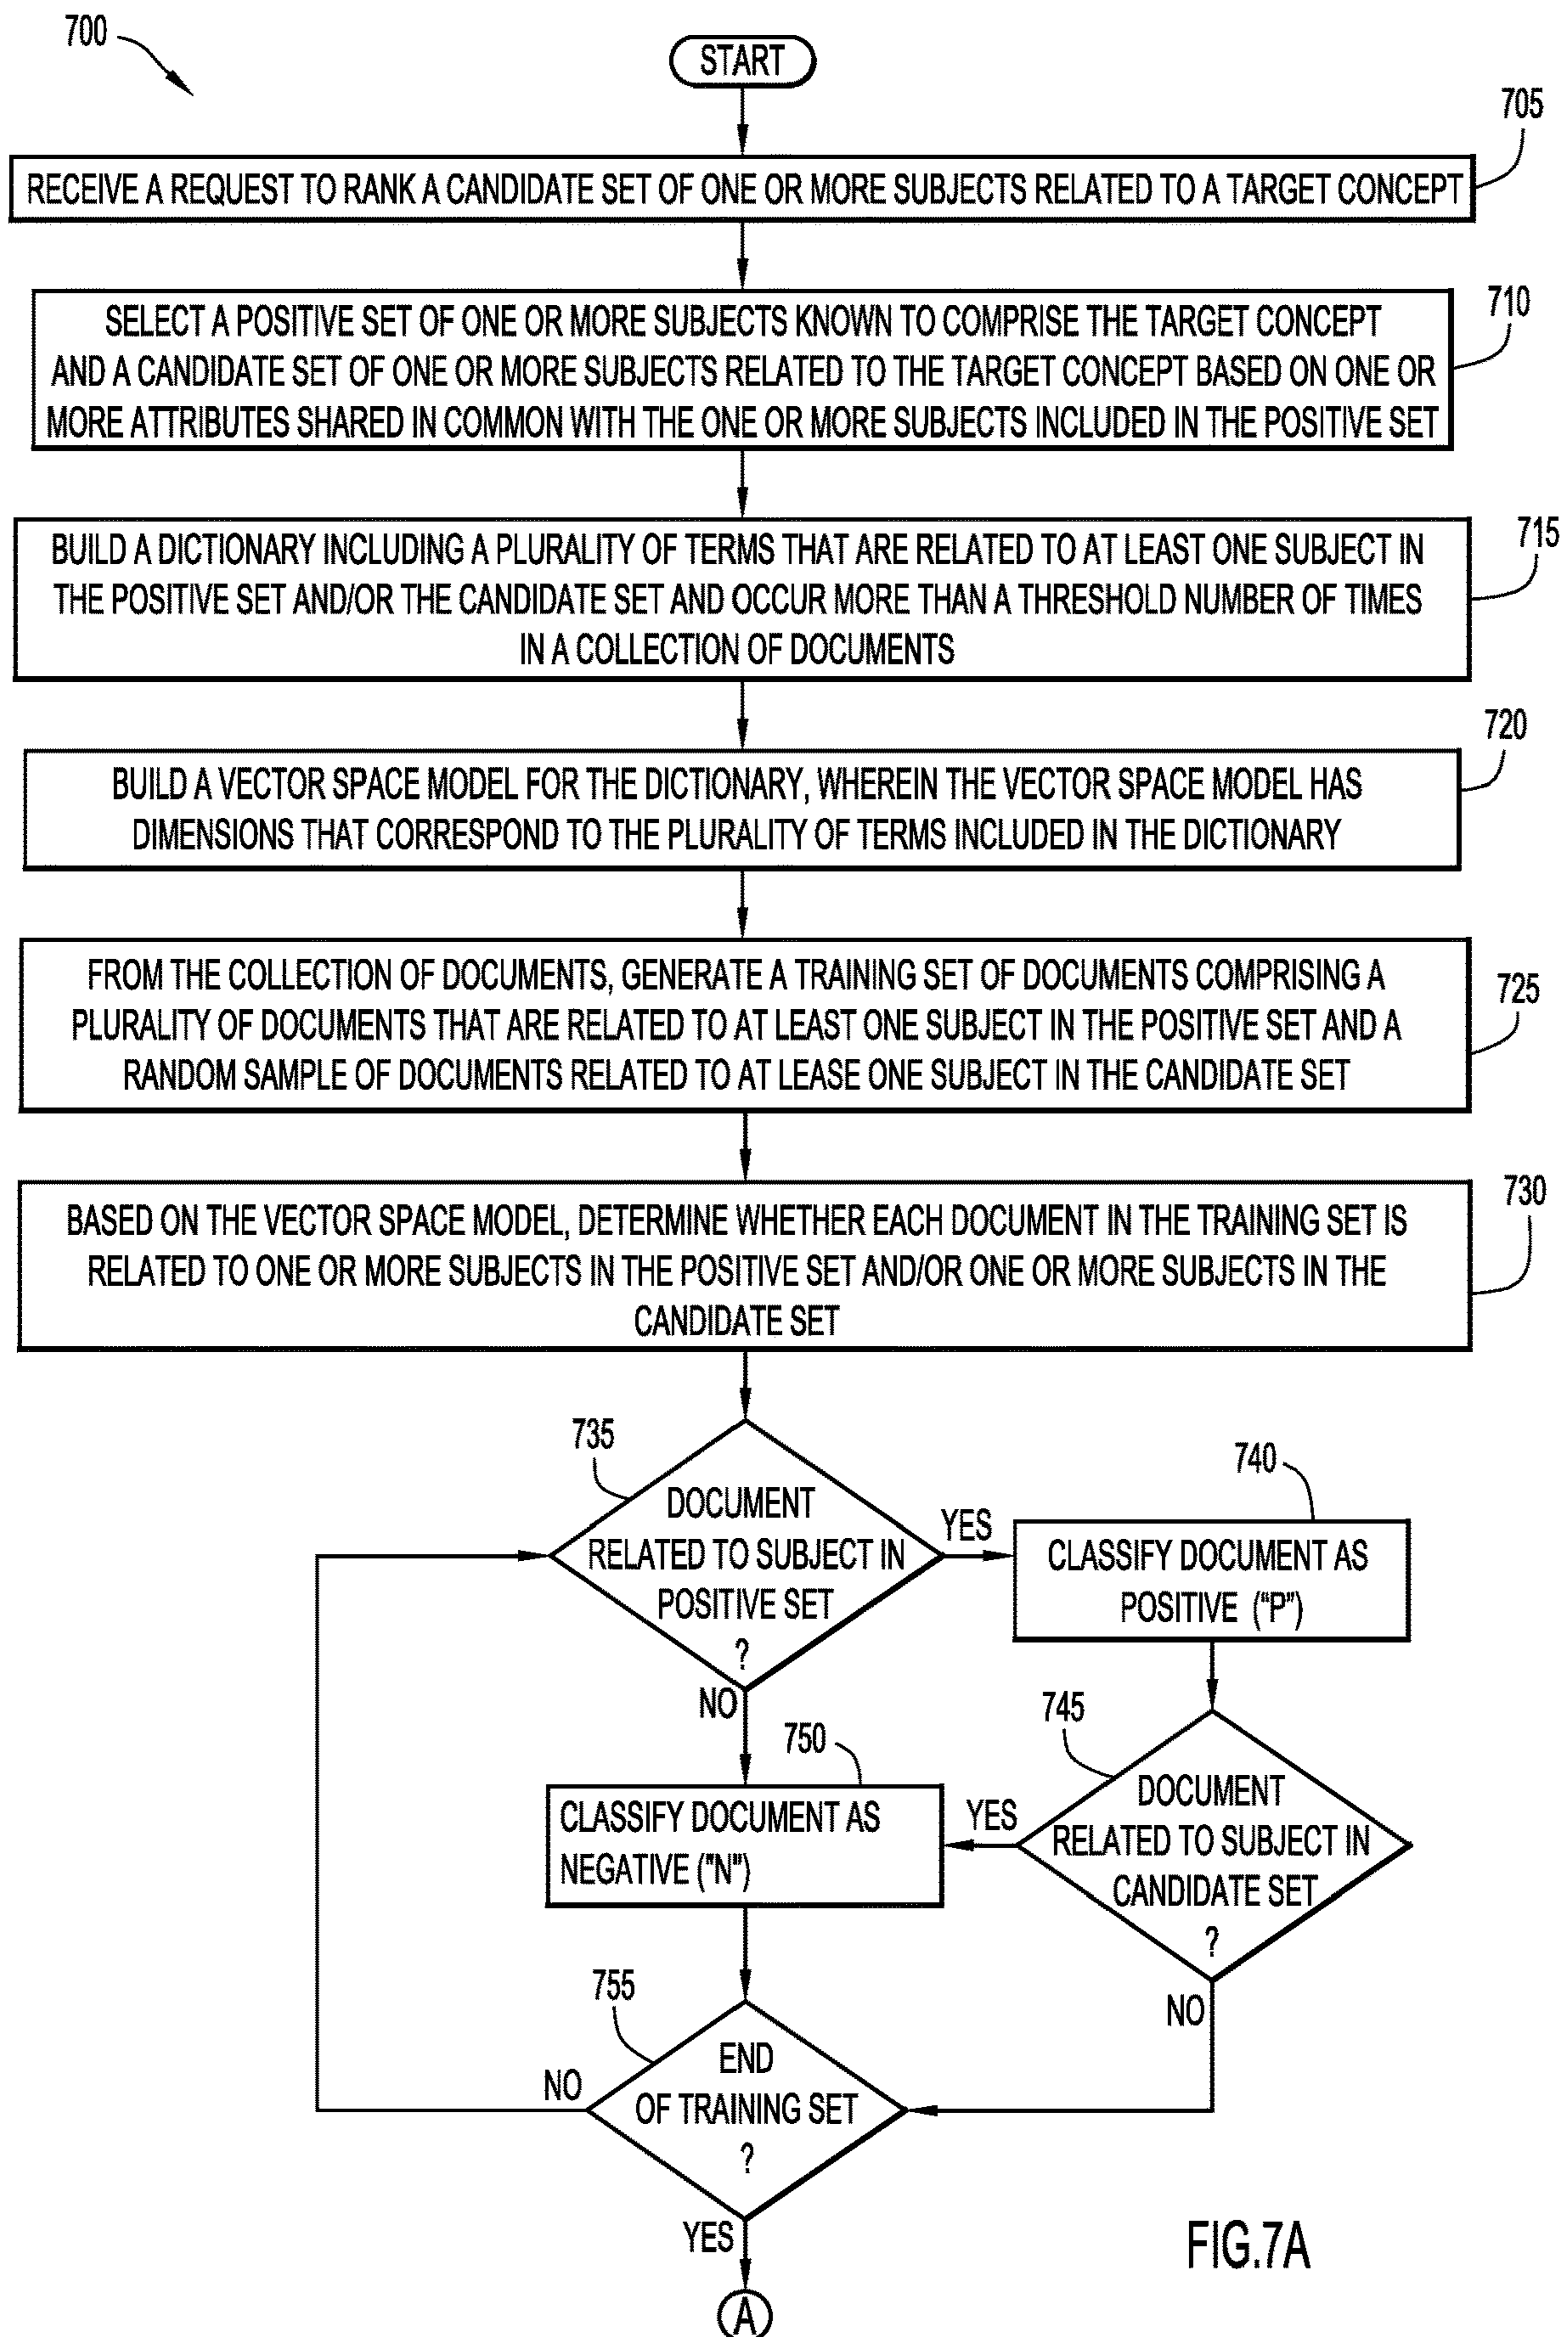 700
START
705
RECEIVE A REQUEST TO RANK A CANDIDATE SET OF ONE OR MORE SUBJECTS RELATED TO A TARGET CONCEPT
710
SELECT A POSITIVE SET OF ONE OR MORE SUBJECTS KNOWN TO COMPRISE THE TARGET CONCEPT
AND A CANDIDATE SET OF ONE OR MORE SUBJECTS RELATED TO THE TARGET CONCEPT BASED ON ONE OR
MORE ATTRIBUTES SHARED IN COMMON WITH THE ONE OR MORE SUBJECTS INCLUDED IN THE POSITIVE SET
715
BUILD A DICTIONARY INCLUDING A PLURALITY OF TERMS THAT ARE RELATED TO AT LEAST ONE SUBJECT IN
THE POSITIVE SET AND/OR THE CANDIDATE SET AND OCCUR MORE THAN A THRESHOLD NUMBER OF TIMES
IN A COLLECTION OF DOCUMENTS
720
BUILD A VECTOR SPACE MODEL FOR THE DICTIONARY, WHEREIN THE VECTOR SPACE MODEL HAS
DIMENSIONS THAT CORRESPOND TO THE PLURALITY OF TERMS INCLUDED IN THE DICTIONARY
725
FROM THE COLLECTION OF DOCUMENTS, GENERATE A TRAINING SET OF DOCUMENTS COMPRISING A
PLURALITY OF DOCUMENTS THAT ARE RELATED TO AT LEAST ONE SUBJECT IN THE POSITIVE SET AND A
RANDOM SAMPLE OF DOCUMENTS RELATED TO AT LEASE ONE SUBJECT IN THE CANDIDATE SET
730
BASED ON THE VECTOR SPACE MODEL, DETERMINE WHETHER EACH DOCUMENT IN THE TRAINING SET IS
RELATED TO ONE OR MORE SUBJECTS IN THE POSITIVE SET AND/OR ONE OR MORE SUBJECTS IN THE
CANDIDATE SET
735
DOCUMENT
RELATED TO SUBJECT IN
POSITIVE SET
?
YES
NO
740
CLASSIFY DOCUMENT AS
POSITIVE ("P")
745
DOCUMENT
RELATED TO SUBJECT IN
CANDIDATE SET
?
YES
NO
750
CLASSIFY DOCUMENT AS
NEGATIVE ("N")
755
END
OF TRAINING SET
?
NO
YES
A
FIG.7A